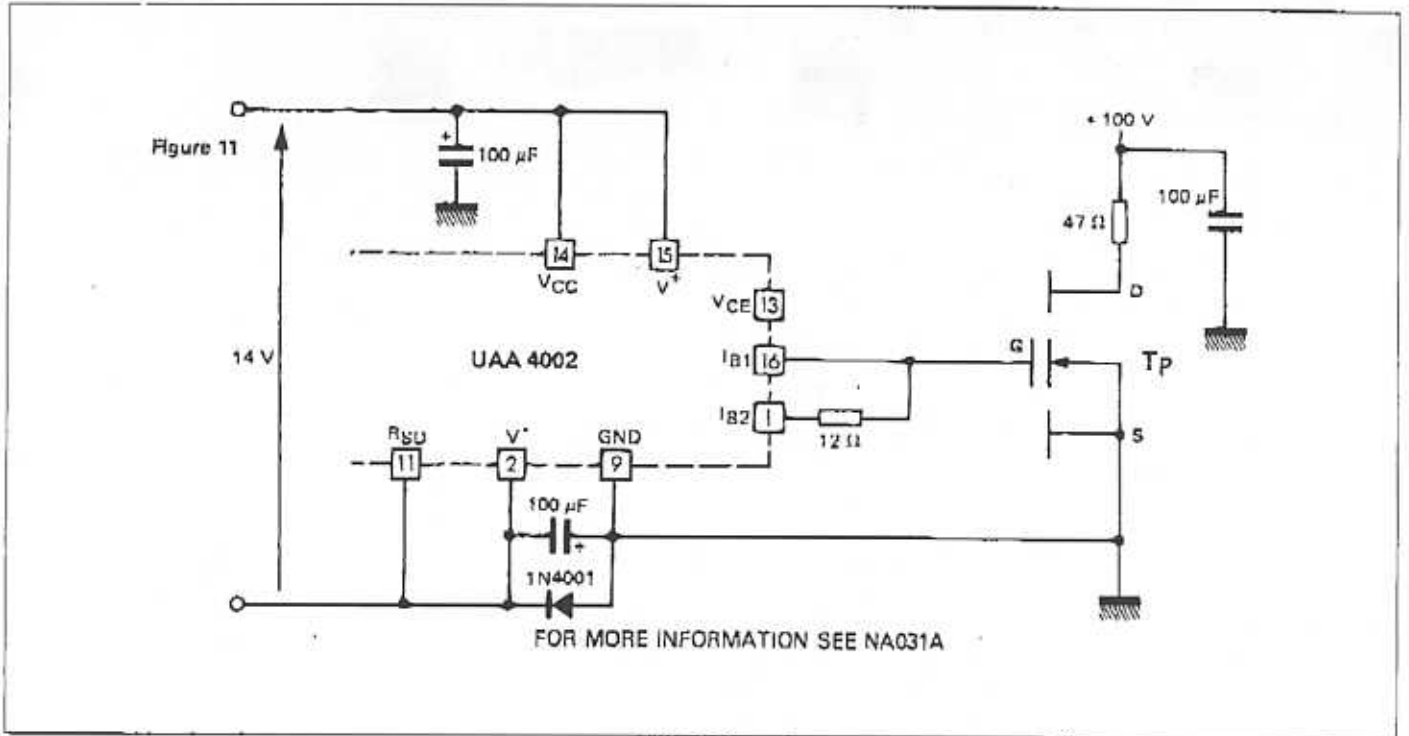 Figure 11
+ 100 V
100 µF
100 µF
47 Ω
D
14
15
VCC
V+
VCE 13
14 V
UAA 4002
IB1 16
G
TP
IB2 1
12 Ω
S
RSD
V-
GND
11
2
9
100 µF
+
+
1N4001
FOR MORE INFORMATION SEE NA031A